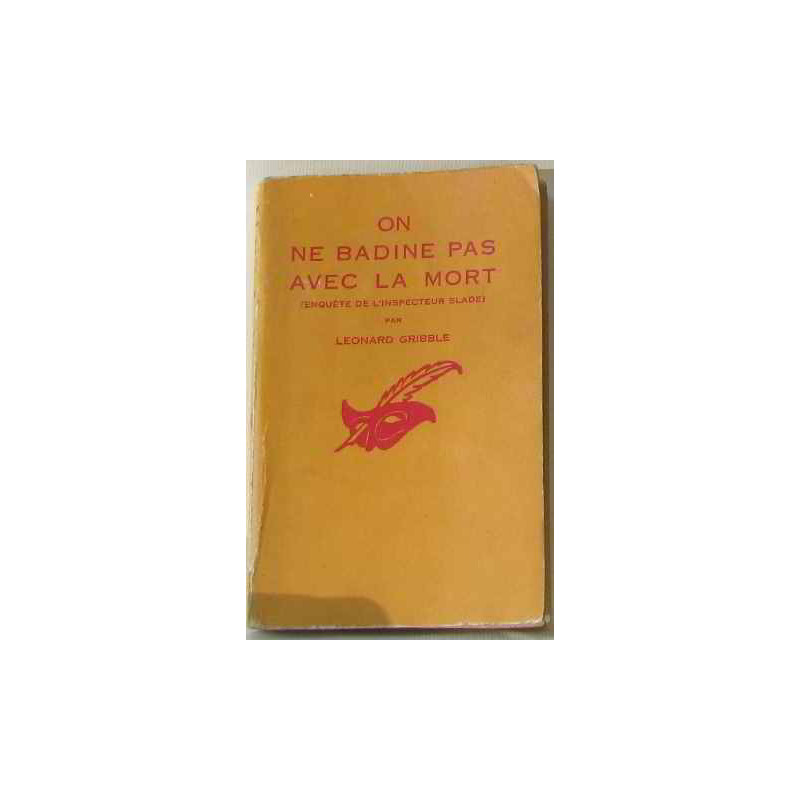 ON
NE BADINE PAS
AVEC LA MORT
(ENQUÊTE DE L'INSPECTEUR SLADE)
PAR
LEONARD GRIBBLE